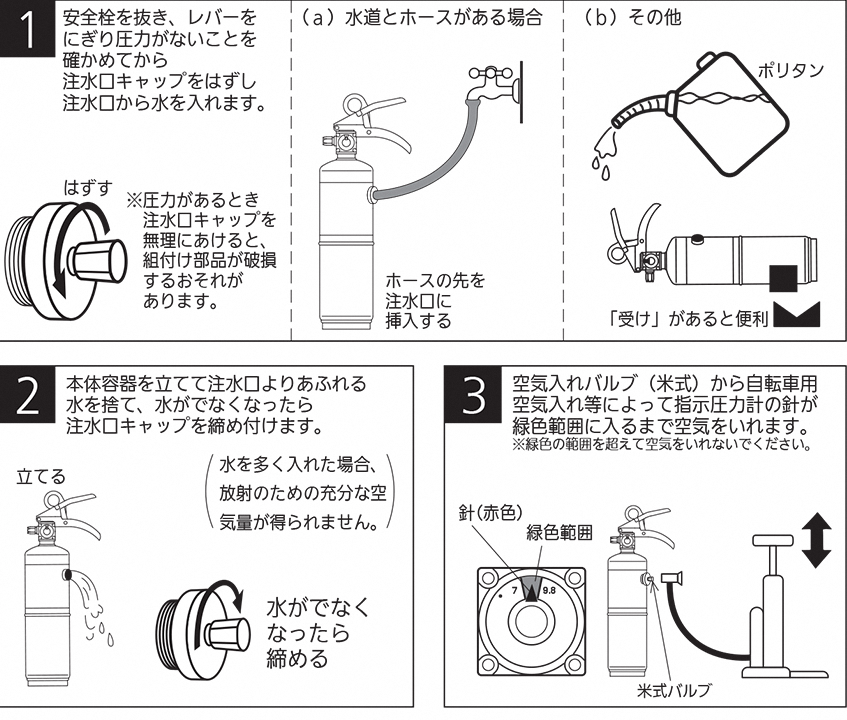 1
安全栓を抜き、レバーを
にぎり圧力がないことを
確かめてから
注水口キャップをはずし
注水口から水を入れます。
はずす
※圧力があるとき
注水口キャップを
無理にあけると、
組付け部品が破損
するおそれが
あります。
(a)水道とホースがある場合
ホースの先を
注水口に
挿入する
(b)その他
ポリタン
「受け」があると便利
2
本体容器を立てて注水口よりあふれる
水を捨て、水がでなくなったら
注水口キャップを締め付けます。
立てる
(水を多く入れた場合、
放射のための充分な空
気量が得られません。)
水がでなく
なったら
締める
3
空気入れバルブ(米式)から自転車用
空気入れ等によって指示圧力計の針が
緑色範囲に入るまで空気をいれます。
※緑色の範囲を超えて空気をいれないでください。
針(赤色)
緑色範囲
7 9.8
米式バルブ